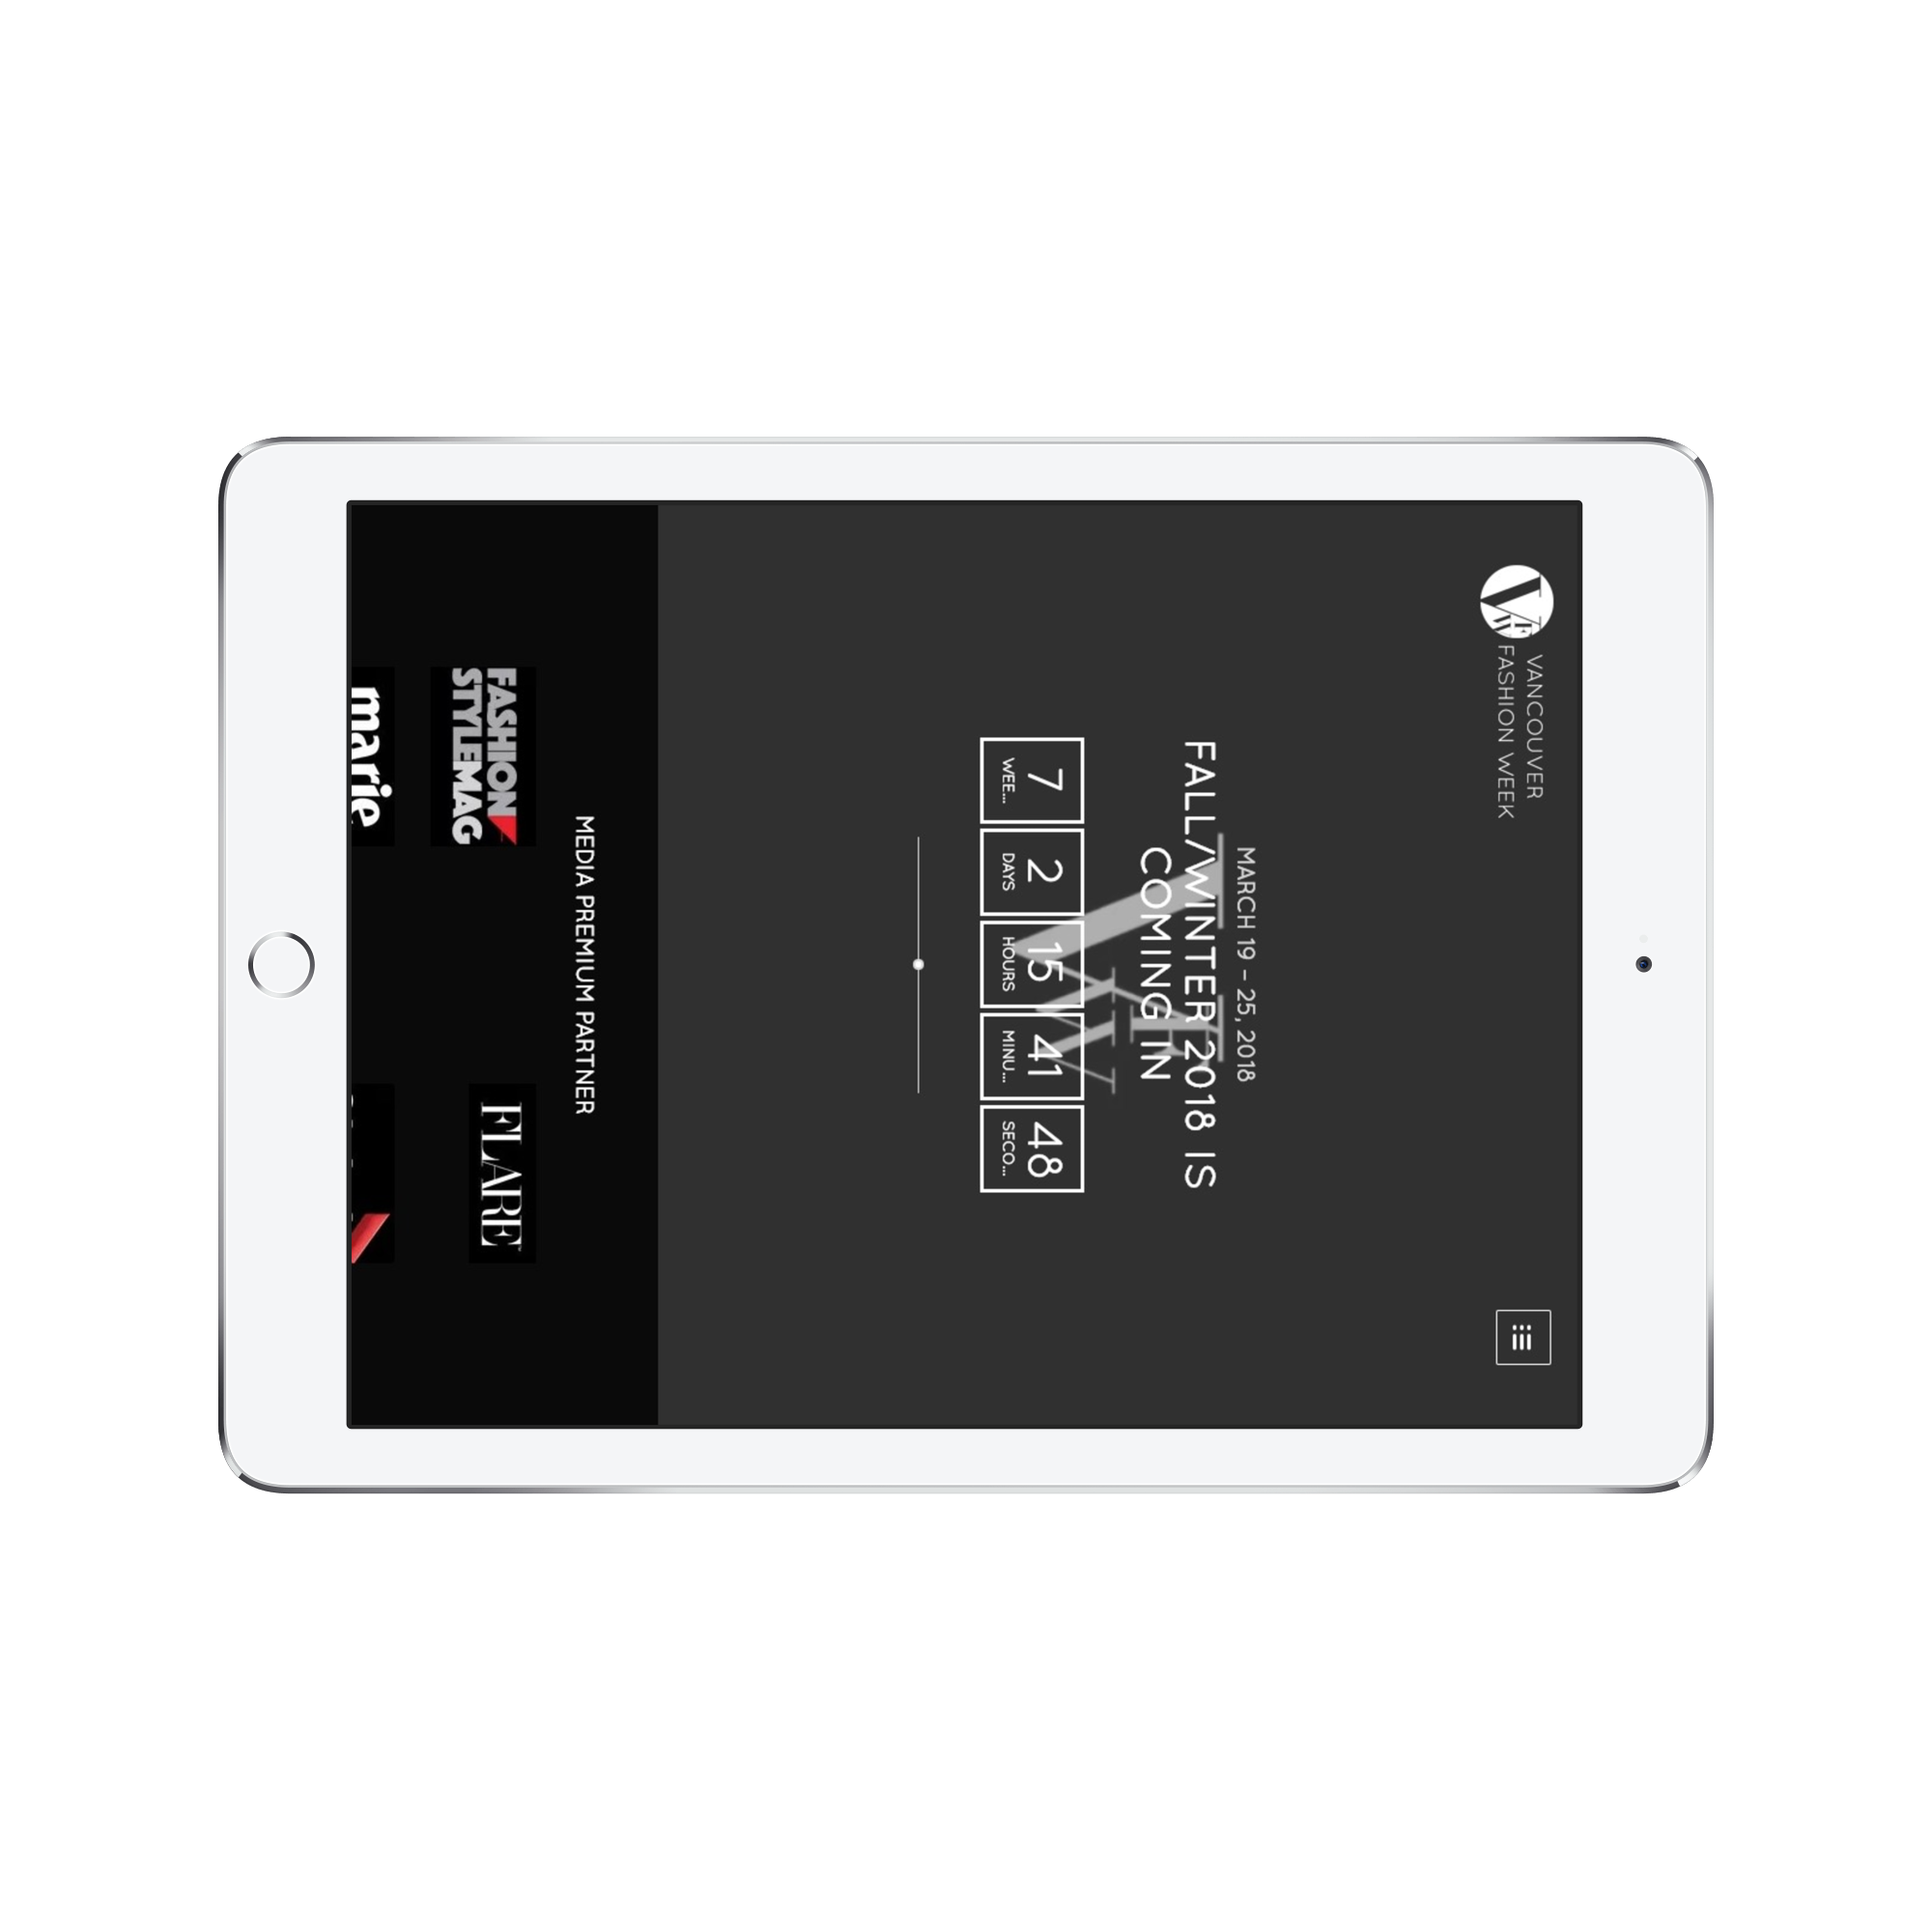 VANCOUVER
FASHION WEEK
MARCH 19 – 25, 2018
FALL/WINTER 2018 IS
COMING IN
7 2 15 41 48
WEE... DAYS HOURS MINU... SECO...
MEDIA PREMIUM PARTNER
FASHION
STYLEMAG
FLARE
marie